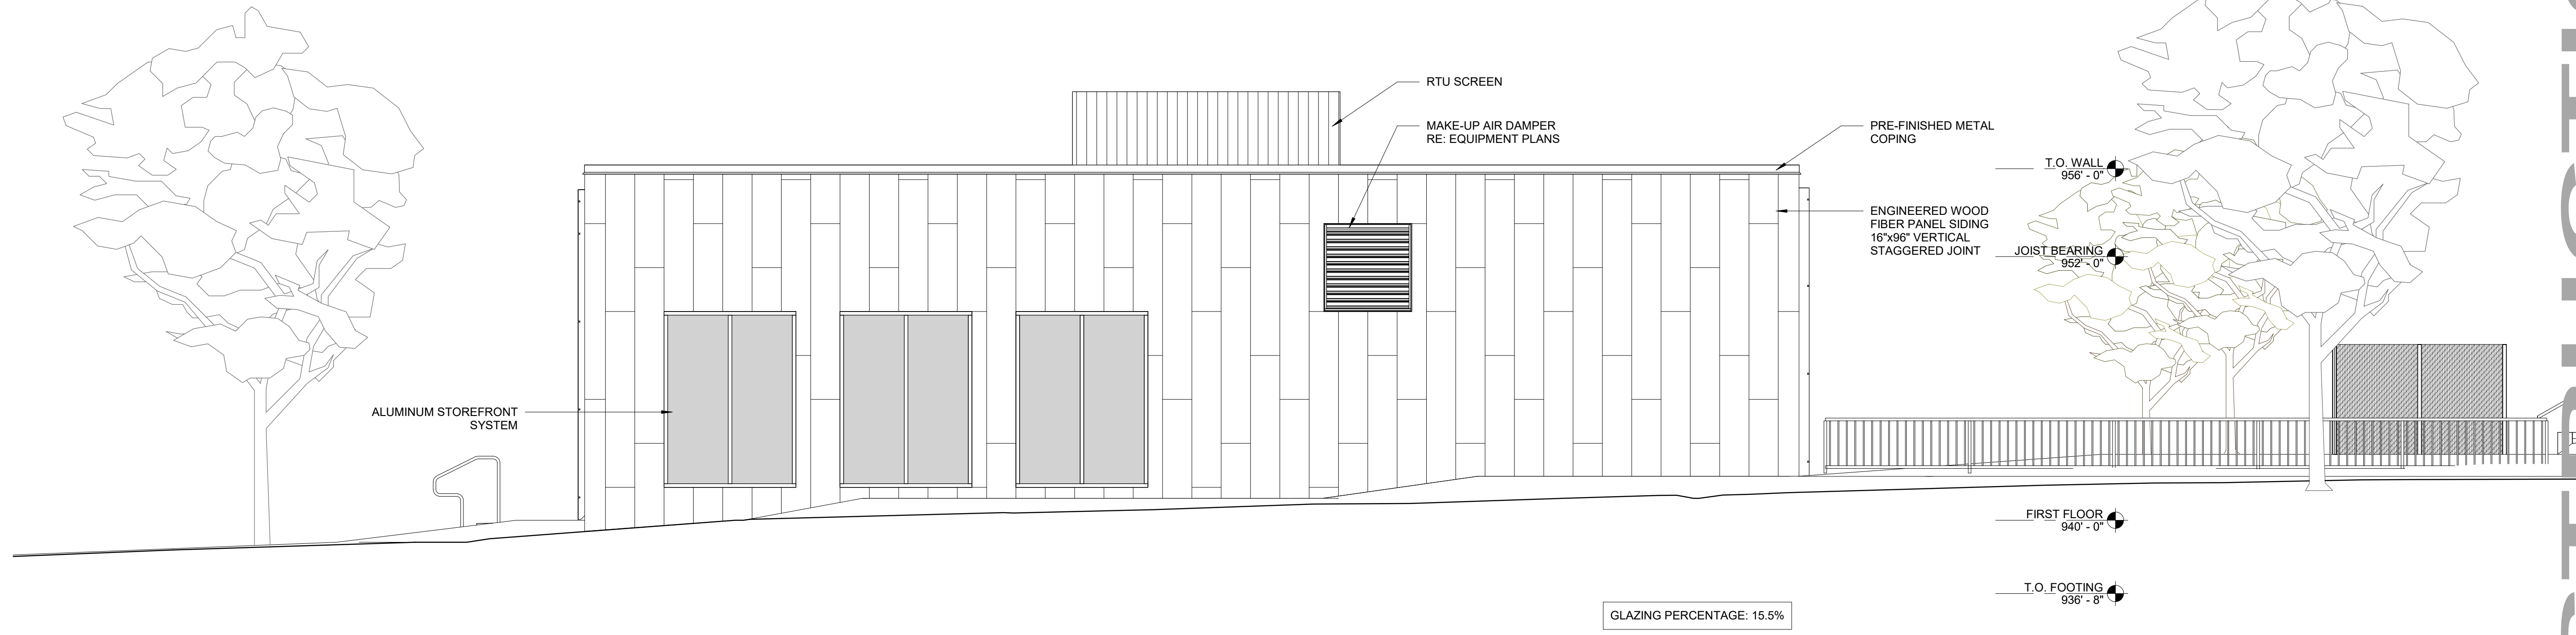 RTU SCREEN
MAKE-UP AIR DAMPER
RE: EQUIPMENT PLANS
PRE-FINISHED METAL
COPING
T.O. WALL
956' - 0"
ENGINEERED WOOD
FIBER PANEL SIDING
16"x96" VERTICAL
STAGGERED JOINT
JOIST BEARING
952' - 0"
ALUMINUM STOREFRONT
SYSTEM
FIRST FLOOR
940' - 0"
T.O. FOOTING
936' - 8"
GLAZING PERCENTAGE: 15.5%